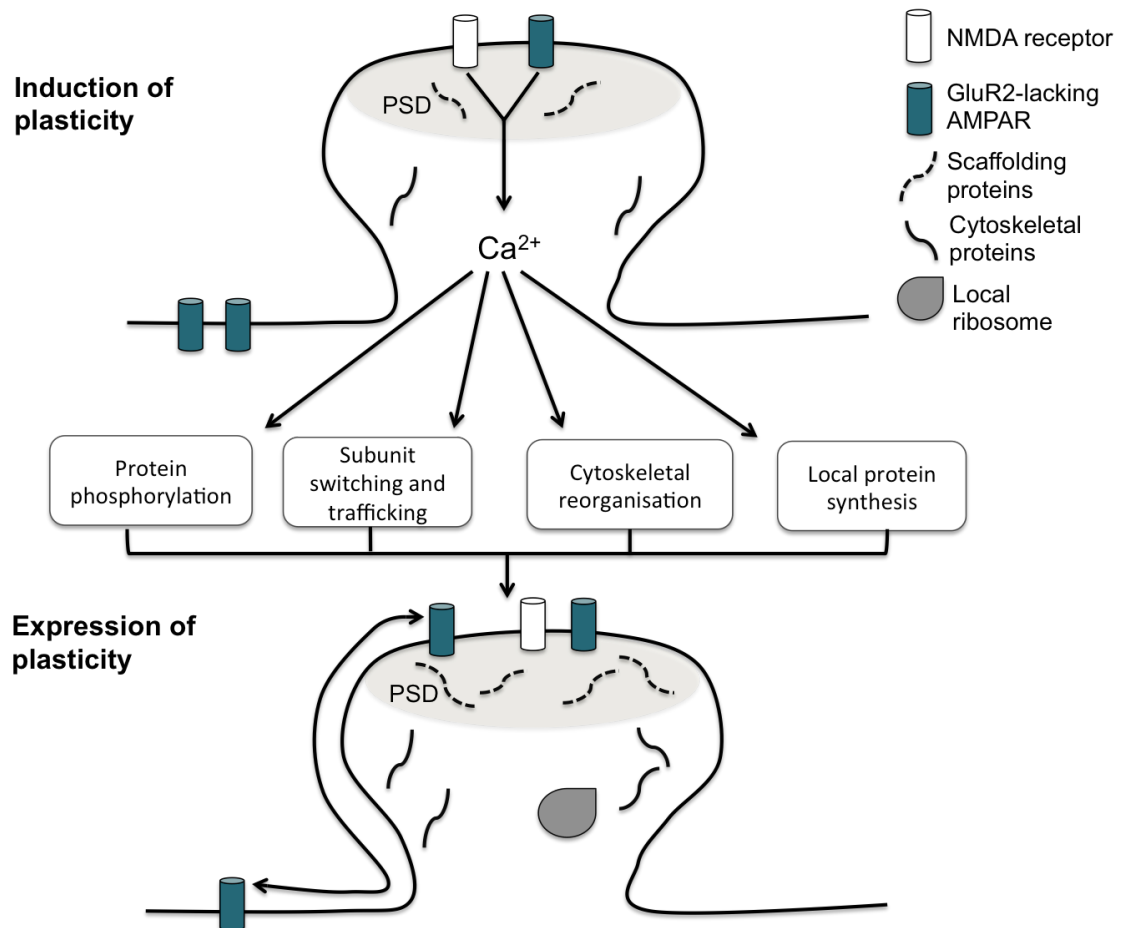 Induction of
plasticity
PSD
Ca²⁺
NMDA receptor
GluR2-lacking
AMPAR
Scaffolding
proteins
Cytoskeletal
proteins
Local
ribosome
Protein
phosphorylation
Subunit
switching and
trafficking
Cytoskeletal
reorganisation
Local protein
synthesis
Expression of
plasticity
PSD